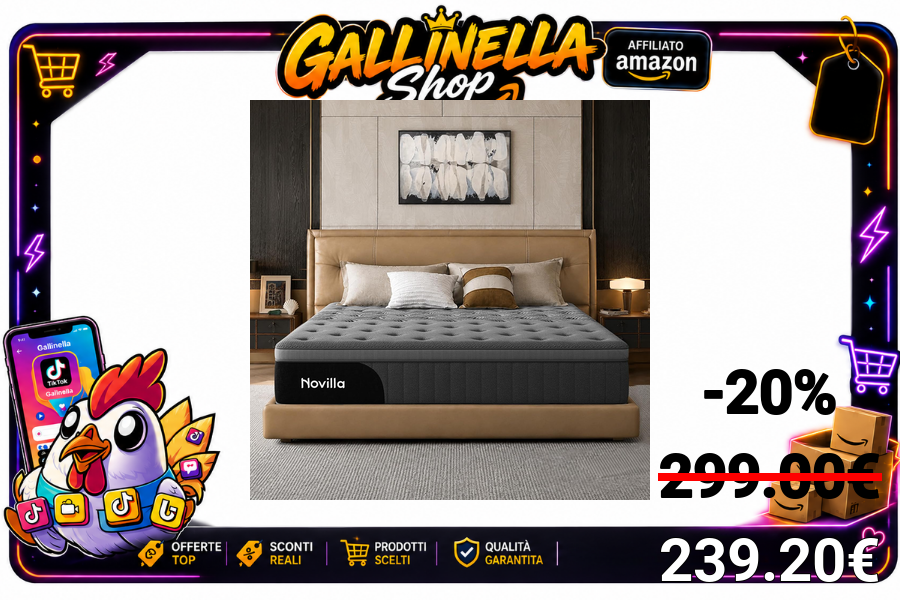 GALLINELLA
Shop
AFFILIATO
amazon
Novilla
Gallinella
TikTok
Gallinella
-20%
299.00€
239.20€
OFFERTE
TOP
SCONTI
REALI
PRODOTTI
SCELTI
QUALITÀ
GARANTITA